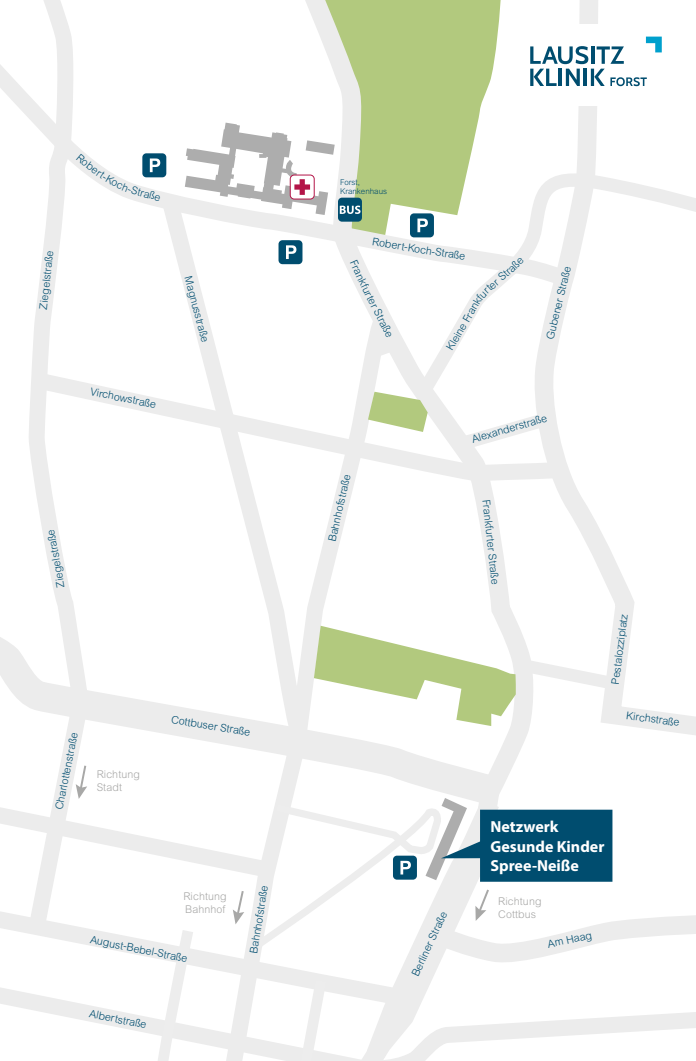 LAUSITZ
KLINIK FORST
P
Robert-Koch-Straße
Forst,
Krankenhaus
BUS
P
P
Robert-Koch-Straße
Ziegelstraße
Magnusstraße
Frankfurter Straße
Kleine Frankfurter Straße
Gubener Straße
Virchowstraße
Alexanderstraße
Bahnhofstraße
Frankfurter Straße
Ziegelstraße
Pestalozziplatz
Kirchstraße
Cottbuser Straße
Charlottenstraße
Richtung
Stadt
Netzwerk
Gesunde Kinder
Spree-Neiße
P
Richtung
Bahnhof
Bahnhofstraße
Richtung
Cottbus
Berliner Straße
Am Haag
August-Bebel-Straße
Albertstraße